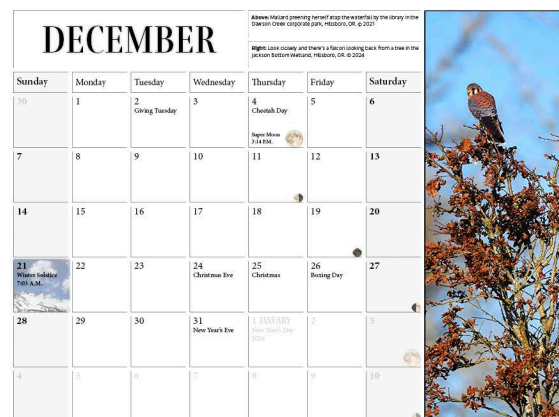 DECEMBER
Above: Mallard preening herself atop the waterfall by the library in the
Dawson Creek corporate park, Hillsboro, OR. © 2021
Right: Look closely and there's a falcon looking back from a tree in the
Jackson Bottom Wetland, Hillsboro, OR. © 2024
Sunday Monday Tuesday Wednesday Thursday Friday Saturday
30 1 2 3 4 5 6
Giving Tuesday Cheetah Day
Super Moon
3:14 P.M.
7 8 9 10 11 12 13
14 15 16 17 18 19 20
21 22 23 24 25 26 27
Winter Solstice Christmas Eve Christmas Boxing Day
7:03 A.M.
28 29 30 31 1 JANUARY 2 3
New Year's Eve New Year's Day
2026
4 5 6 7 8 9 10